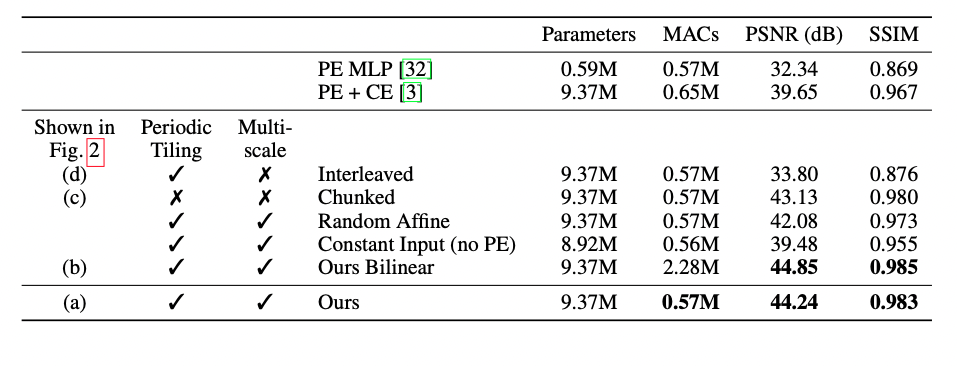 Parameters MACs PSNR (dB) SSIM
PE MLP [32] 0.59M 0.57M 32.34 0.869
PE + CE [3] 9.37M 0.65M 39.65 0.967
Shown in Periodic Multi-
Fig. 2 Tiling scale
(d) ✓ ✗ Interleaved 9.37M 0.57M 33.80 0.876
(c) ✗ ✗ Chunked 9.37M 0.57M 43.13 0.980
✓ ✓ Random Affine 9.37M 0.57M 42.08 0.973
✓ ✓ Constant Input (no PE) 8.92M 0.56M 39.48 0.955
(b) ✓ ✓ Ours Bilinear 9.37M 2.28M 44.85 0.985
(a) ✓ ✓ Ours 9.37M 0.57M 44.24 0.983